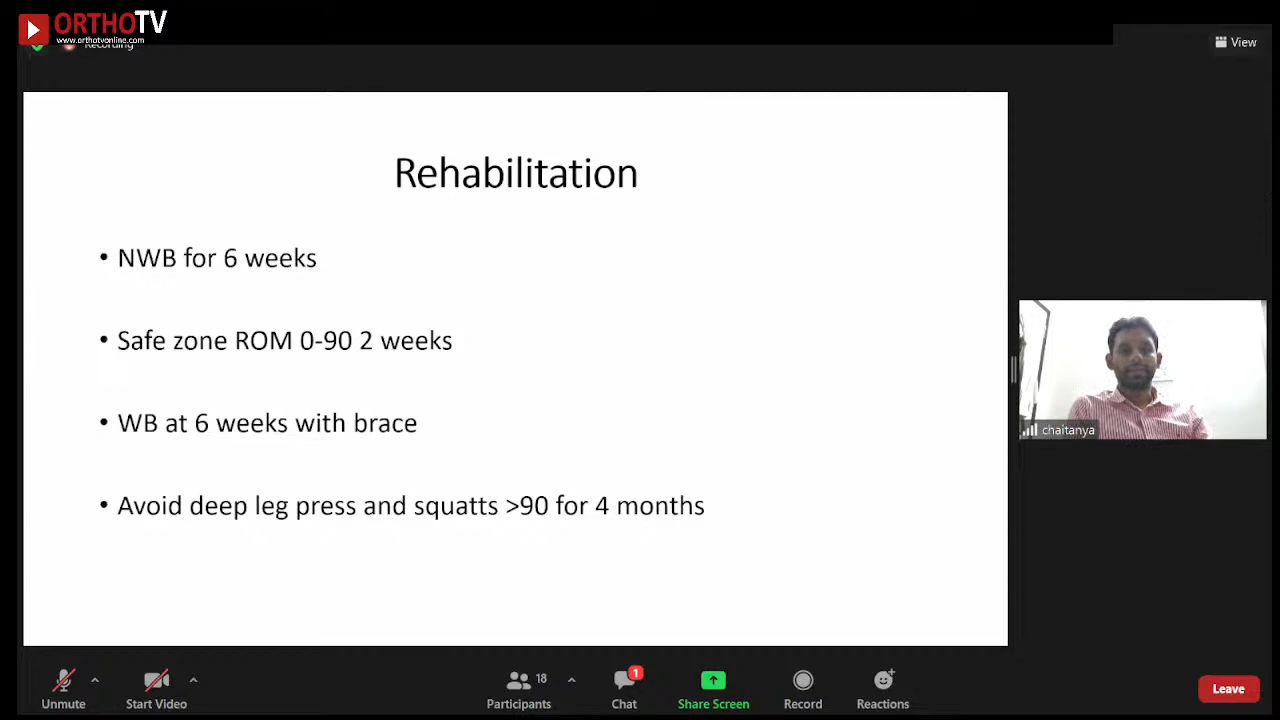 ORTHOTV
www.orthotvonline.com
Recording
View
Rehabilitation
• NWB for 6 weeks
• Safe zone ROM 0-90 2 weeks
• WB at 6 weeks with brace
• Avoid deep leg press and squatts >90 for 4 months
chaitanya
Unmute
Start Video
18
Participants
1
Chat
Share Screen
Record
Reactions
Leave